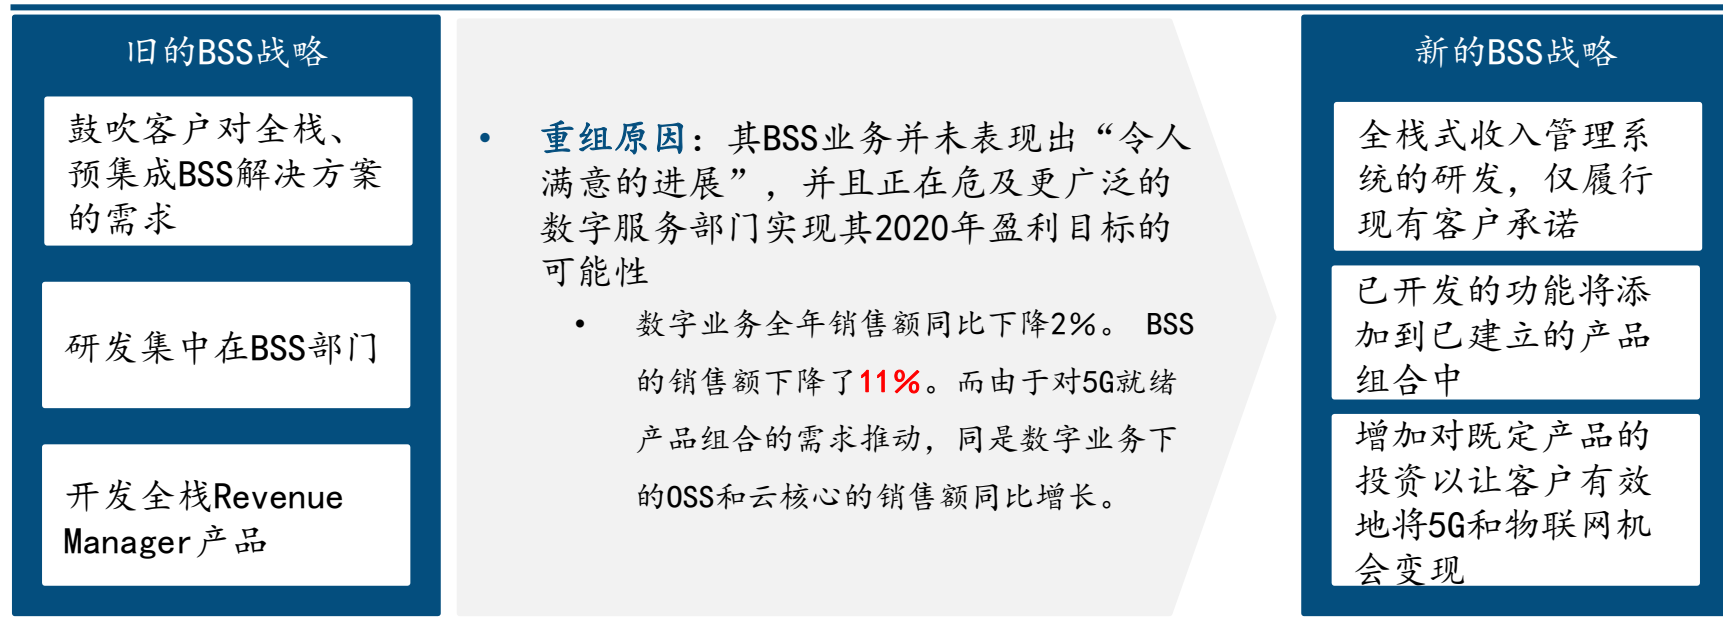 旧的BSS战略
鼓吹客户对全栈、
预集成BSS解决方案
的需求
研发集中在BSS部门
开发全栈Revenue
Manager产品
• 重组原因：其BSS业务并未表现出“令人
满意的进展”，并且正在危及更广泛的
数字服务部门实现其2020年盈利目标的
可能性
• 数字业务全年销售额同比下降2%。 BSS
的销售额下降了11%。而由于对5G就绪
产品组合的需求推动，同是数字业务下
的OSS和云核心的销售额同比增长。
新的BSS战略
全栈式收入管理系
统的研发，仅履行
现有客户承诺
已开发的功能将添
加到已建立的产品
组合中
增加对既定产品的
投资以让客户有效
地将5G和物联网机
会变现